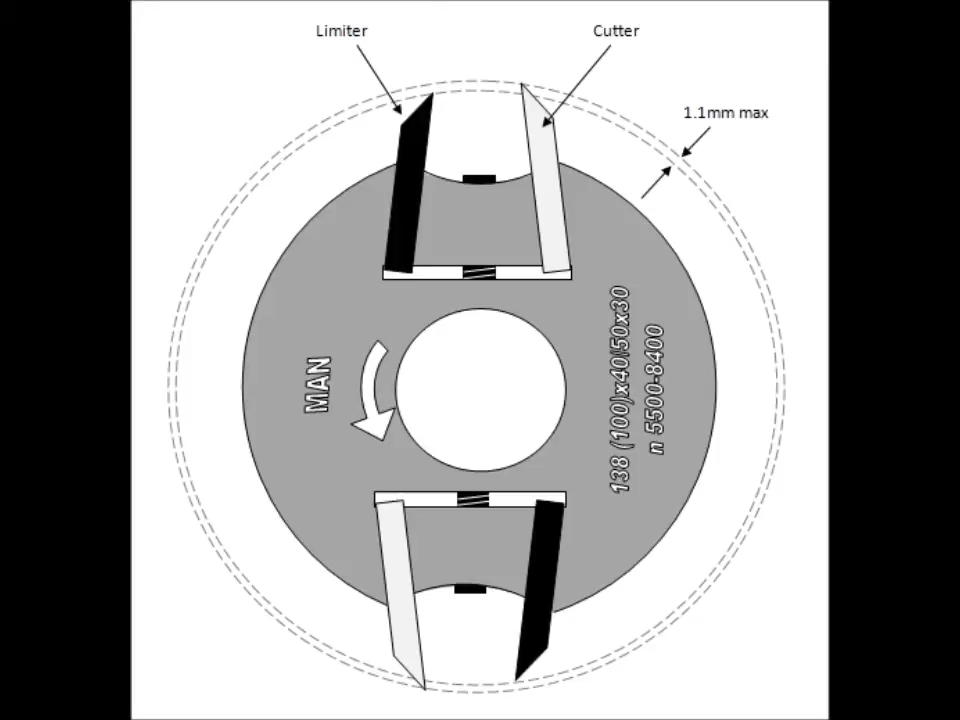 Limiter
Cutter
1.1mm max
MAN
138 (100)x40/50x30
n 5500-8400